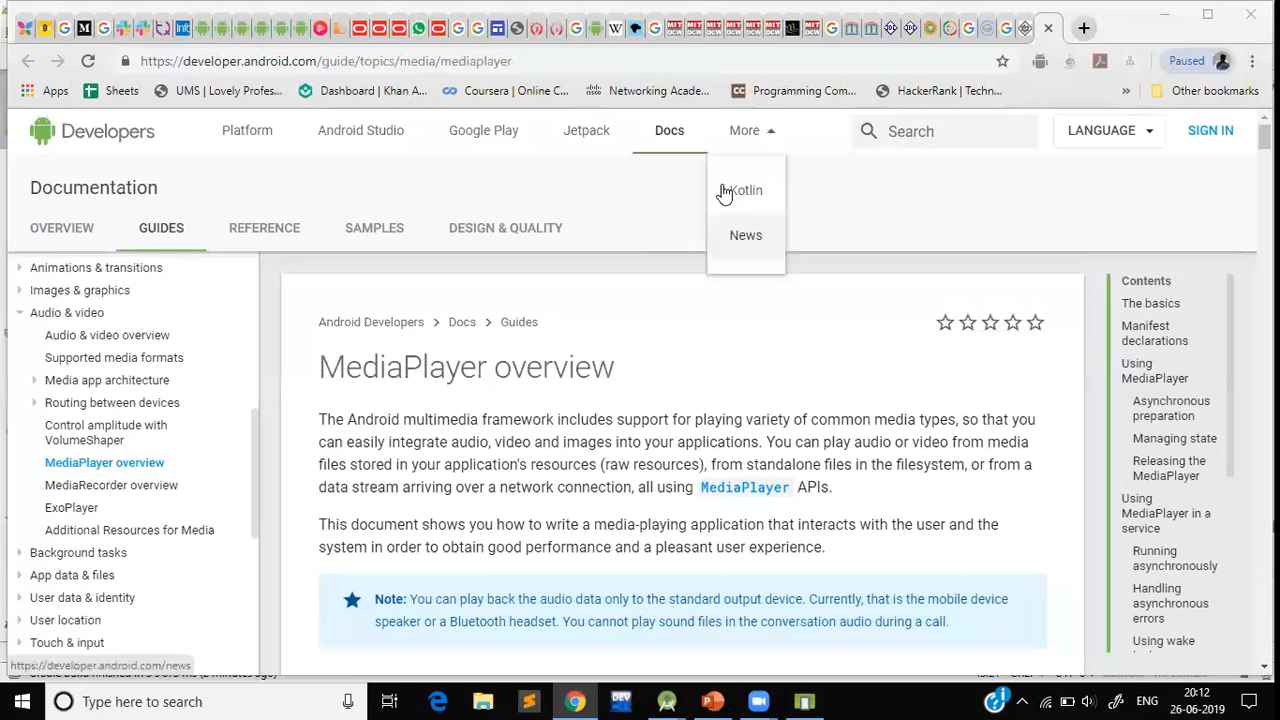 https://developer.android.com/guide/topics/media/mediaplayer
Paused
Apps
Sheets
UMS | Lovely Profes...
Dashboard | Khan A...
Coursera | Online C...
Networking Acade...
Programming Com...
HackerRank | Techn...
»
Other bookmarks
Developers
Platform
Android Studio
Google Play
Jetpack
Docs
More
Search
LANGUAGE
SIGN IN
Kotlin
News
Documentation
OVERVIEW
GUIDES
REFERENCE
SAMPLES
DESIGN & QUALITY
Animations & transitions
Images & graphics
Audio & video
Audio & video overview
Supported media formats
Media app architecture
Routing between devices
Control amplitude with
VolumeShaper
MediaPlayer overview
MediaRecorder overview
ExoPlayer
Additional Resources for Media
Background tasks
App data & files
User data & identity
User location
Touch & input
https://developer.android.com/news
Android Developers > Docs > Guides
MediaPlayer overview
The Android multimedia framework includes support for playing variety of common media types, so that you
can easily integrate audio, video and images into your applications. You can play audio or video from media
files stored in your application's resources (raw resources), from standalone files in the filesystem, or from a
data stream arriving over a network connection, all using MediaPlayer APIs.
This document shows you how to write a media-playing application that interacts with the user and the
system in order to obtain good performance and a pleasant user experience.
Note: You can play back the audio data only to the standard output device. Currently, that is the mobile device
speaker or a Bluetooth headset. You cannot play sound files in the conversation audio during a call.
Contents
The basics
Manifest
declarations
Using
MediaPlayer
Asynchronous
preparation
Managing state
Releasing the
MediaPlayer
Using
MediaPlayer in a
service
Running
asynchronously
Handling
asynchronous
errors
Using wake
Type here to search
ENG
20:12
26-06-2019